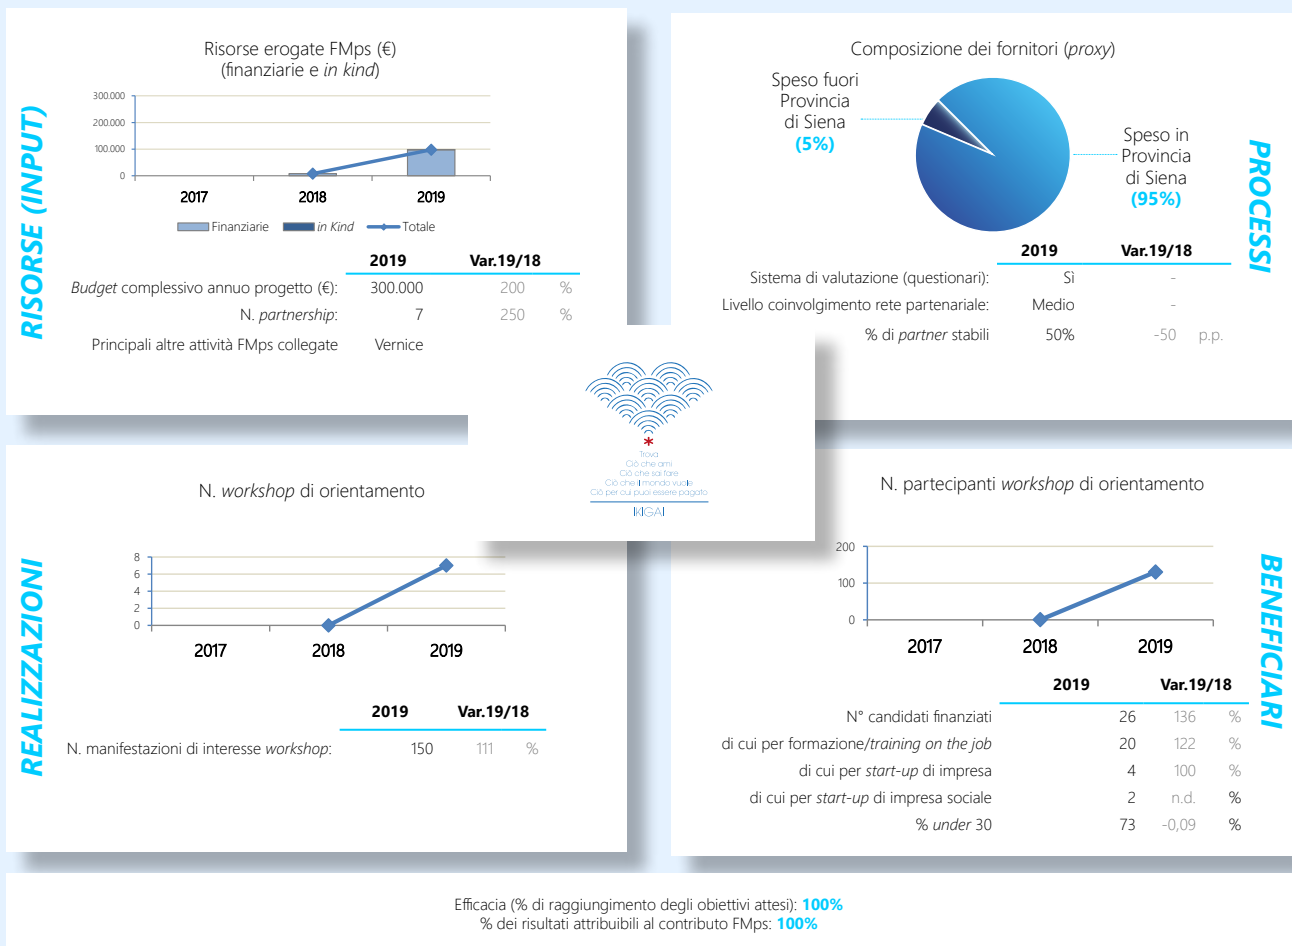 RISORSE (INPUT)
Risorse erogate FMps (€)
(finanziarie e in kind)
300.000
200.000
100.000
0
2017 2018 2019
Finanziarie in Kind Totale
2019 Var.19/18
Budget complessivo annuo progetto (€): 300.000 200 %
N. partnership: 7 250 %
Principali altre attività FMps collegate Vernice
PROCESSI
Composizione dei fornitori (proxy)
Speso fuori
Provincia
di Siena
(5%)
Speso in
Provincia
di Siena
(95%)
2019 Var.19/18
Sistema di valutazione (questionari): Sì -
Livello coinvolgimento rete partenariale: Medio -
% di partner stabili 50% -50 p.p.
*
Trova
Ciò che ami
Ciò che sai fare
Ciò che il mondo vuole
Ciò per cui puoi essere pagato
IKIGAI
REALIZZAZIONI
N. workshop di orientamento
8
6
4
2
0
2017 2018 2019
2019 Var.19/18
N. manifestazioni di interesse workshop: 150 111 %
BENEFICIARI
N. partecipanti workshop di orientamento
200
100
0
2017 2018 2019
2019 Var.19/18
N° candidati finanziati 26 136 %
di cui per formazione/training on the job 20 122 %
di cui per start-up di impresa 4 100 %
di cui per start-up di impresa sociale 2 n.d. %
% under 30 73 -0,09 %
Efficacia (% di raggiungimento degli obiettivi attesi): 100%
% dei risultati attribuibili al contributo FMps: 100%